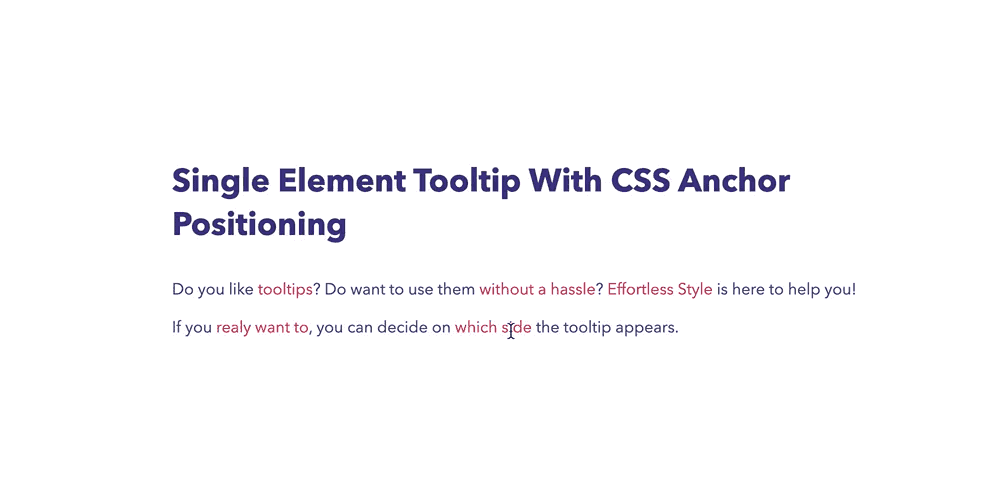 Single Element Tooltip With CSS Anchor
Positioning
Do you like tooltips? Do want to use them without a hassle? Effortless Style is here to help you!
If you realy want to, you can decide on which side the tooltip appears.